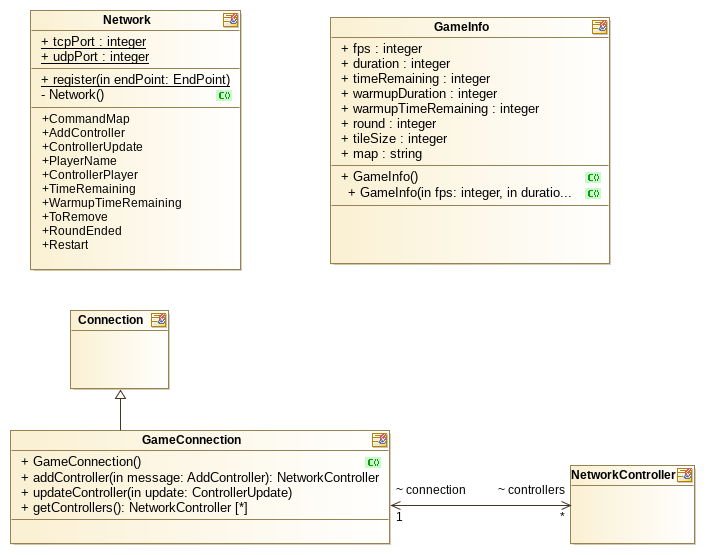 Network
+ tcpPort : integer
+ udpPort : integer
+ register(in endPoint: EndPoint)
- Network()
+CommandMap
+AddController
+ControllerUpdate
+PlayerName
+ControllerPlayer
+TimeRemaining
+WarmupTimeRemaining
+ToRemove
+RoundEnded
+Restart
GameInfo
+ fps : integer
+ duration : integer
+ timeRemaining : integer
+ warmupDuration : integer
+ warmupTimeRemaining : integer
+ round : integer
+ tileSize : integer
+ map : string
+ GameInfo()
+ GameInfo(in fps: integer, in duratio...
Connection
GameConnection
+ GameConnection()
+ addController(in message: AddController): NetworkController
+ updateController(in update: ControllerUpdate)
+ getControllers(): NetworkController [*]
~ connection
1
~ controllers
*
NetworkController